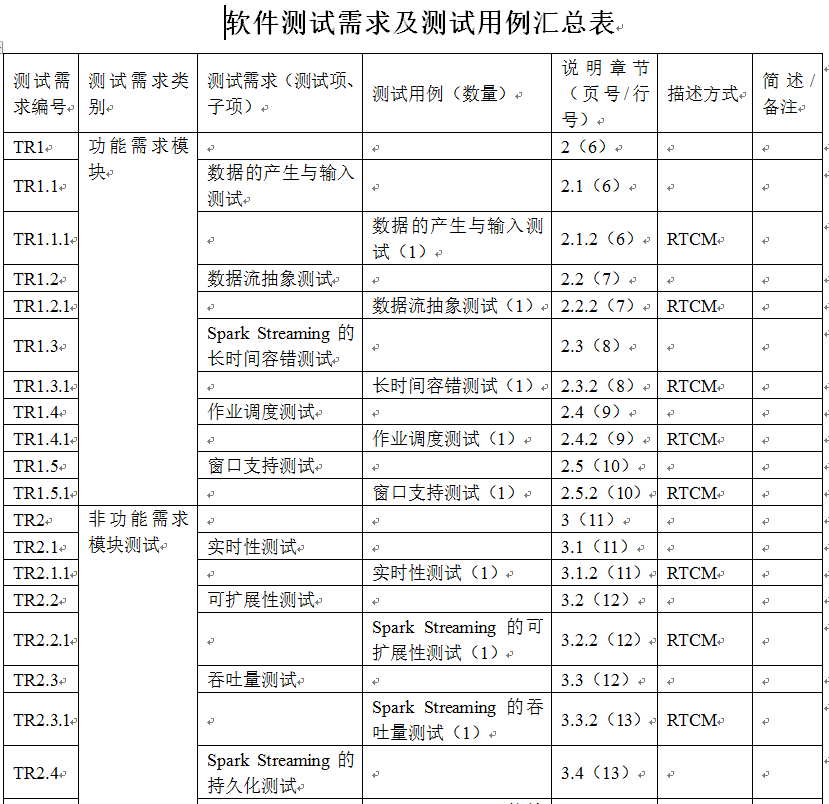 软件测试需求及测试用例汇总表
测试需
求编号
测试需求类
别
测试需求（测试项、
子项）
测试用例（数量）
说明章节
（页号/行
号）
描述方式
简述/
备注
TR1
功能需求模
块
2（6）
TR1.1
数据的产生与输入
测试
2.1（6）
TR1.1.1
数据的产生与输入测
试（1）
2.1.2（6）
RTCM
TR1.2
数据流抽象测试
2.2（7）
TR1.2.1
数据流抽象测试（1）
2.2.2（7）
RTCM
TR1.3
Spark Streaming 的
长时间容错测试
2.3（8）
TR1.3.1
长时间容错测试（1）
2.3.2（8）
RTCM
TR1.4
作业调度测试
2.4（9）
TR1.4.1
作业调度测试（1）
2.4.2（9）
RTCM
TR1.5
窗口支持测试
2.5（10）
TR1.5.1
窗口支持测试（1）
2.5.2（10）
RTCM
TR2
非功能需求
模块测试
3（11）
TR2.1
实时性测试
3.1（11）
TR2.1.1
实时性测试（1）
3.1.2（11）
RTCM
TR2.2
可扩展性测试
3.2（12）
TR2.2.1
Spark Streaming 的可
扩展性测试（1）
3.2.2（12）
RTCM
TR2.3
吞吐量测试
3.3（12）
TR2.3.1
Spark Streaming 的吞
吐量测试（1）
3.3.2（13）
RTCM
TR2.4
Spark Streaming 的
持久化测试
3.4（13）